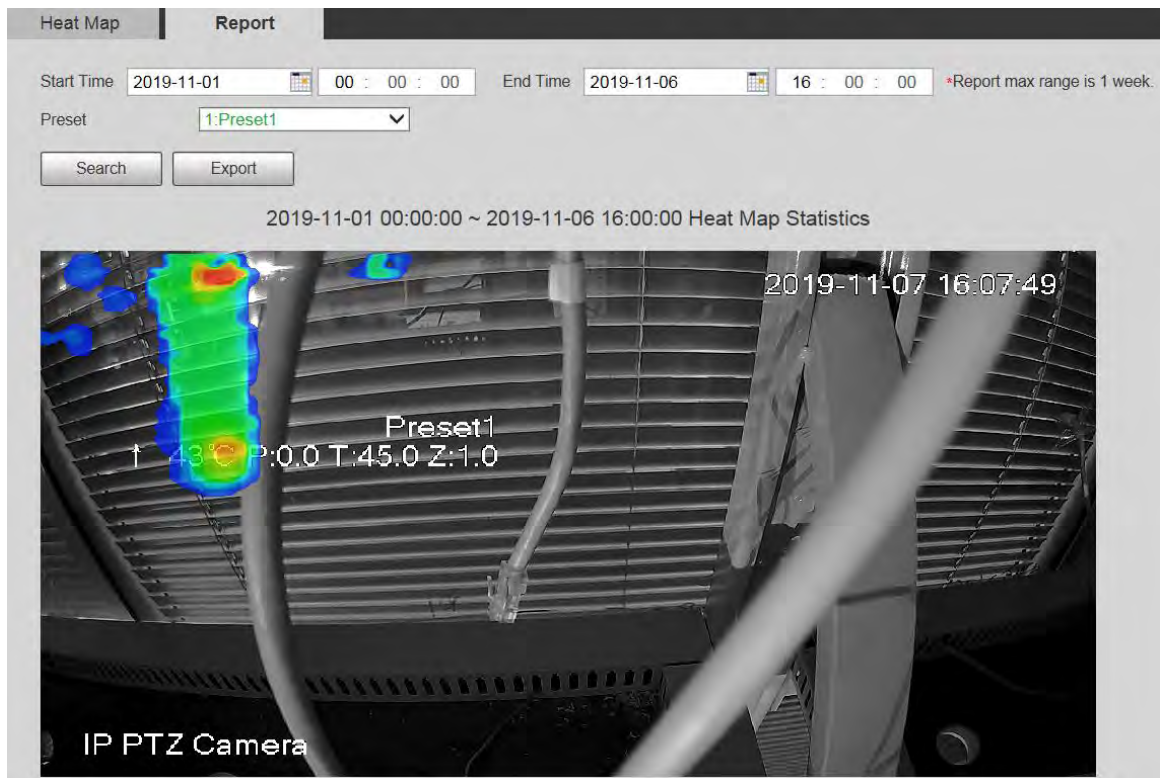 Heat Map Report
Start Time 2019-11-01 00 : 00 : 00 End Time 2019-11-06 16 : 00 : 00 *Report max range is 1 week.
Preset 1:Preset1
Search Export
2019-11-01 00:00:00 ~ 2019-11-06 16:00:00 Heat Map Statistics
2019-11-07 16:07:49
Preset1
43℃ P:0.0 T:45.0 Z:1.0
IP PTZ Camera